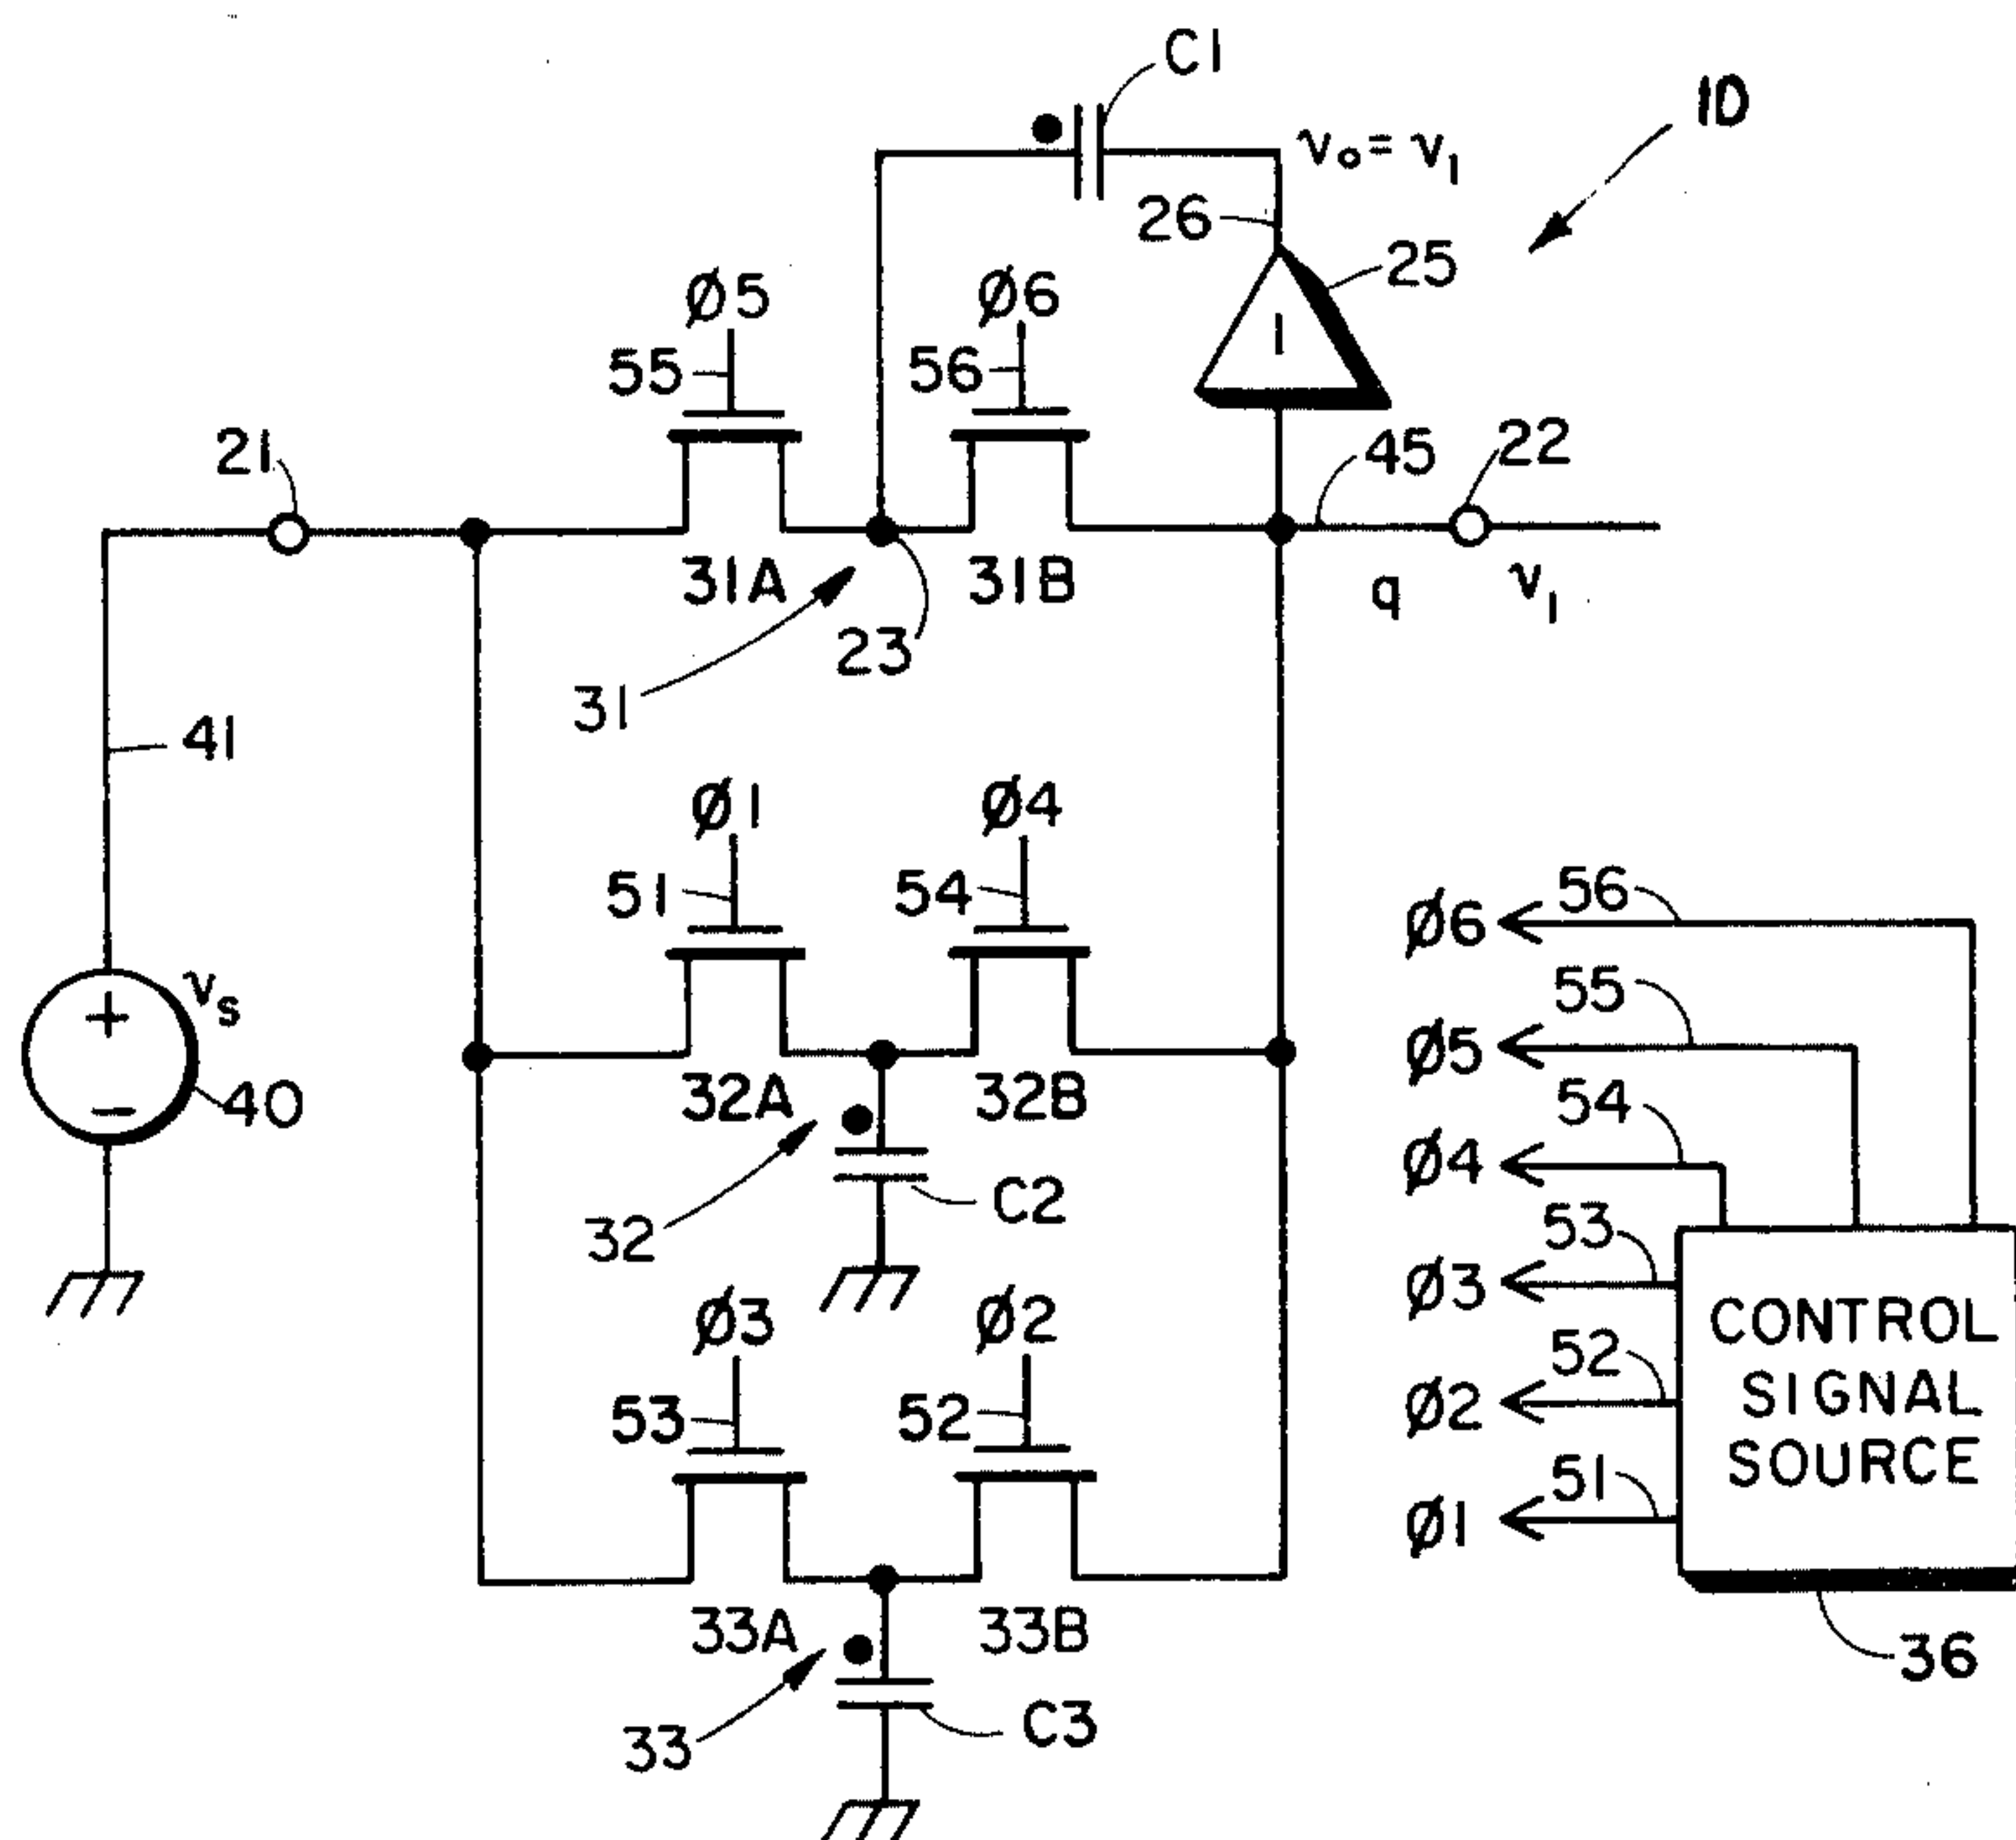 C1
1D
v₀ = v₁
26
25
ø5
ø6
55
56
1
21
45
22
31A
31B
q
v₁
23
31
41
ø1
ø4
51
54
vₛ
+
−
40
32A
32B
32
C2
ø3
ø2
53
52
33A
33B
33
C3
ø6
56
ø5
55
ø4
54
ø3
53
ø2
52
ø1
51
CONTROL
SIGNAL
SOURCE
36